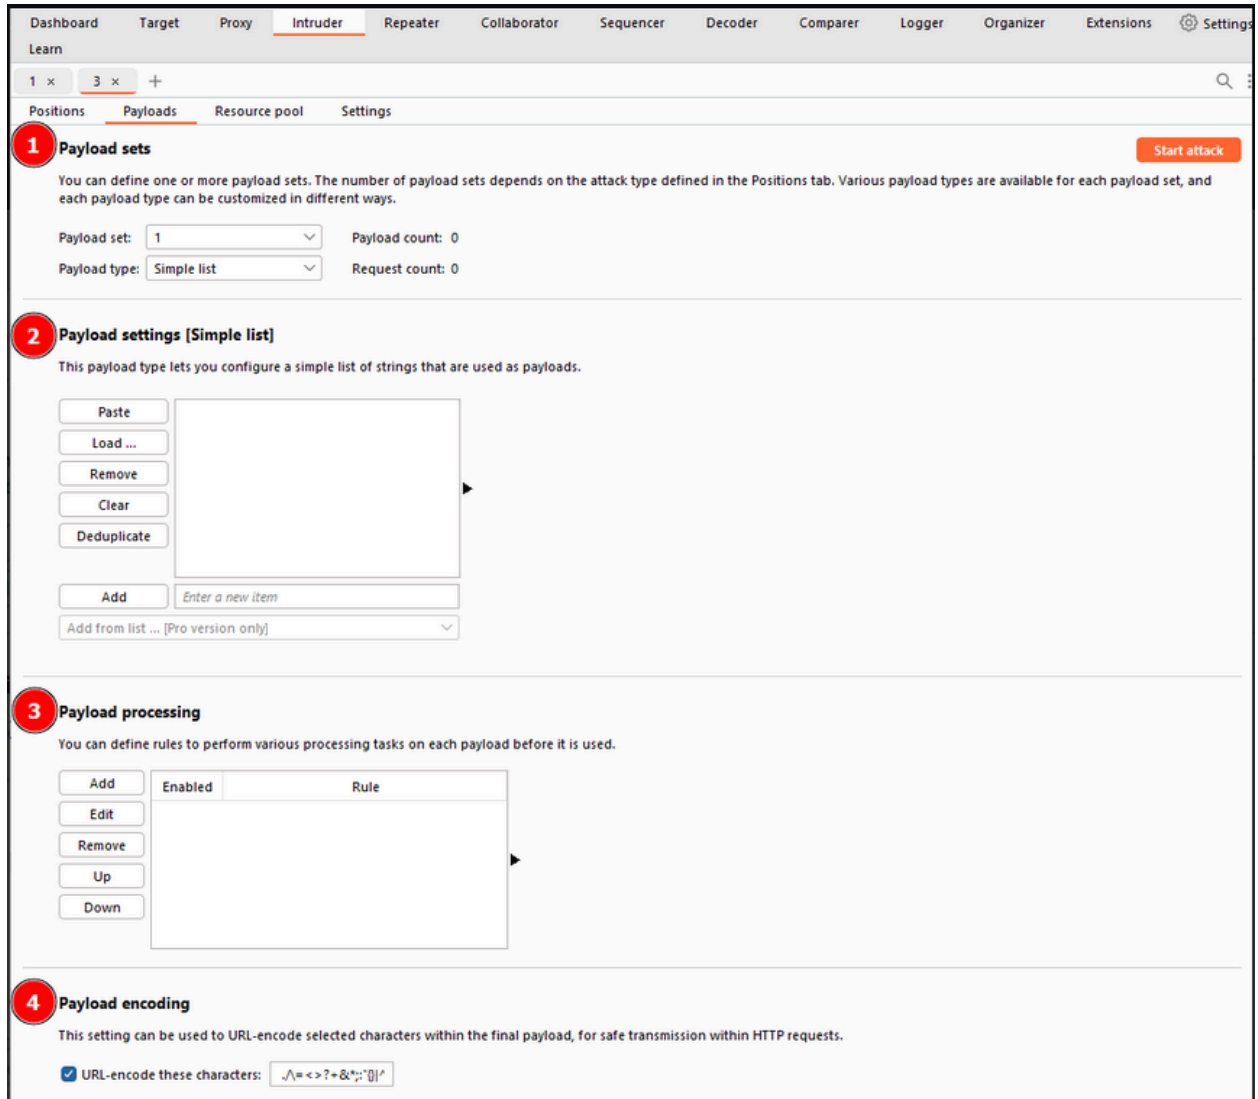 Dashboard Target Proxy Intruder Repeater Collaborator Sequencer Decoder Comparer Logger Organizer Extensions Settings
Learn
1 × 3 × +
Positions Payloads Resource pool Settings
1 Payload sets
Start attack
You can define one or more payload sets. The number of payload sets depends on the attack type defined in the Positions tab. Various payload types are available for each payload set, and
each payload type can be customized in different ways.
Payload set: 1 Payload count: 0
Payload type: Simple list Request count: 0
2 Payload settings [Simple list]
This payload type lets you configure a simple list of strings that are used as payloads.
Paste
Load ...
Remove
Clear
Deduplicate
Add Enter a new item
Add from list ... [Pro version only]
3 Payload processing
You can define rules to perform various processing tasks on each payload before it is used.
Add Enabled Rule
Edit
Remove
Up
Down
4 Payload encoding
This setting can be used to URL-encode selected characters within the final payload, for safe transmission within HTTP requests.
URL-encode these characters: ./\=<>?+&*;:"{}|^